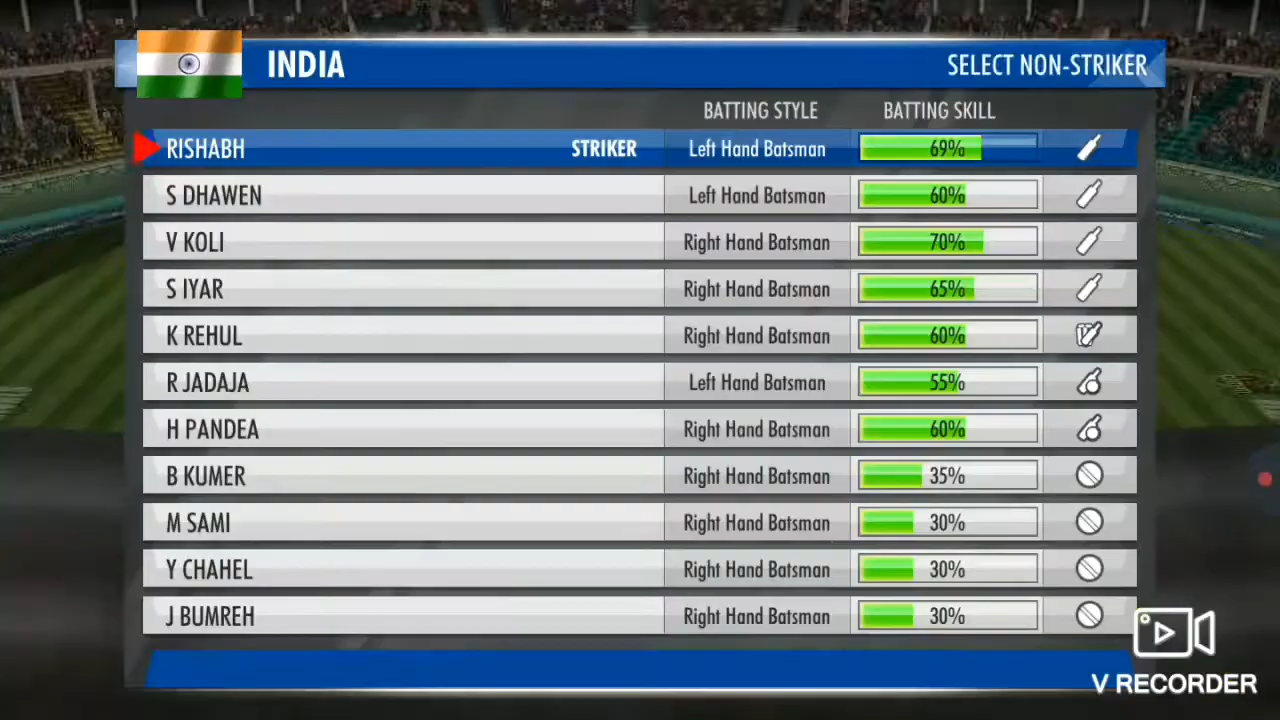 INDIA SELECT NON-STRIKER
BATTING STYLE BATTING SKILL
RISHABH STRIKER Left Hand Batsman 69%
S DHAWEN Left Hand Batsman 60%
V KOLI Right Hand Batsman 70%
S IYAR Right Hand Batsman 65%
K REHUL Right Hand Batsman 60%
R JADAJA Left Hand Batsman 55%
H PANDEA Right Hand Batsman 60%
B KUMER Right Hand Batsman 35%
M SAMI Right Hand Batsman 30%
Y CHAHEL Right Hand Batsman 30%
J BUMREH Right Hand Batsman 30%
V RECORDER